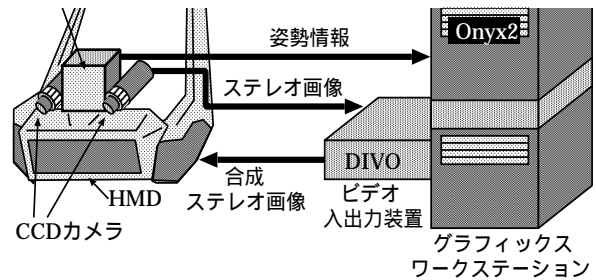 姿勢情報
Onyx2
ステレオ画像
DIVO
合成
ステレオ画像
ビデオ
入出力装置
HMD
CCDカメラ
グラフィックス
ワークステーション